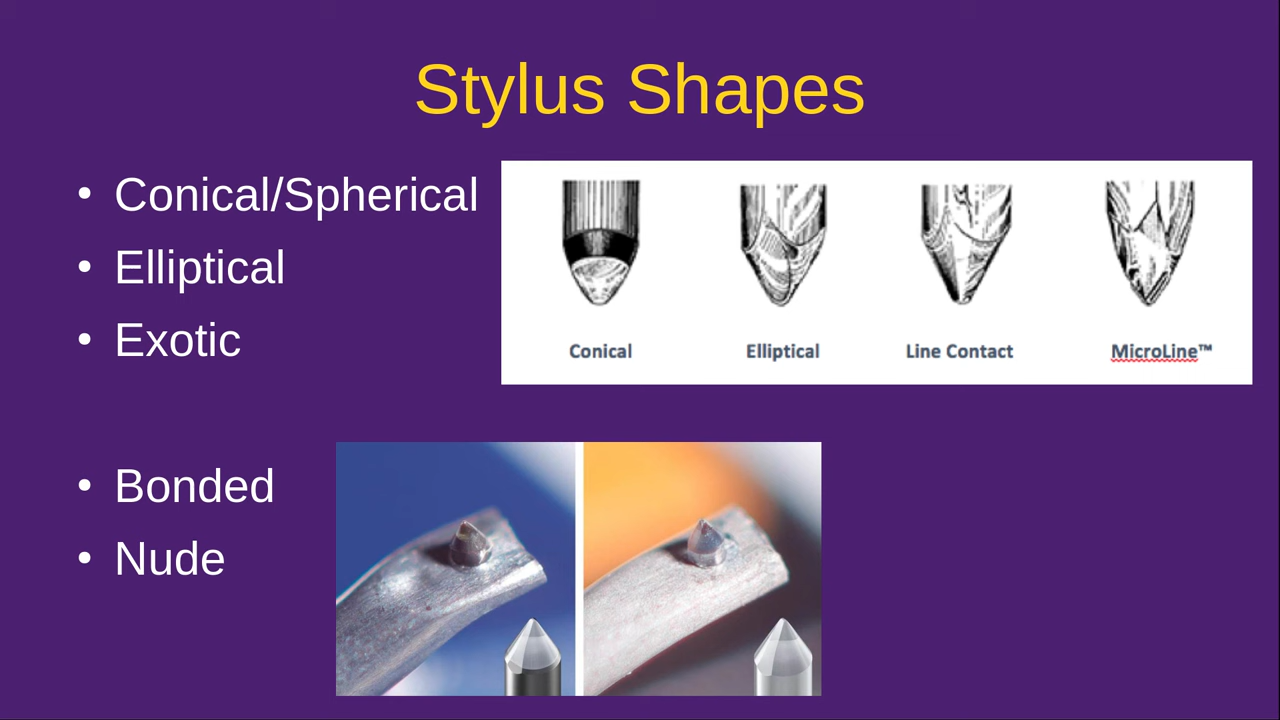 Stylus Shapes
• Conical/Spherical
• Elliptical
• Exotic
Conical Elliptical Line Contact MicroLine™
• Bonded
• Nude